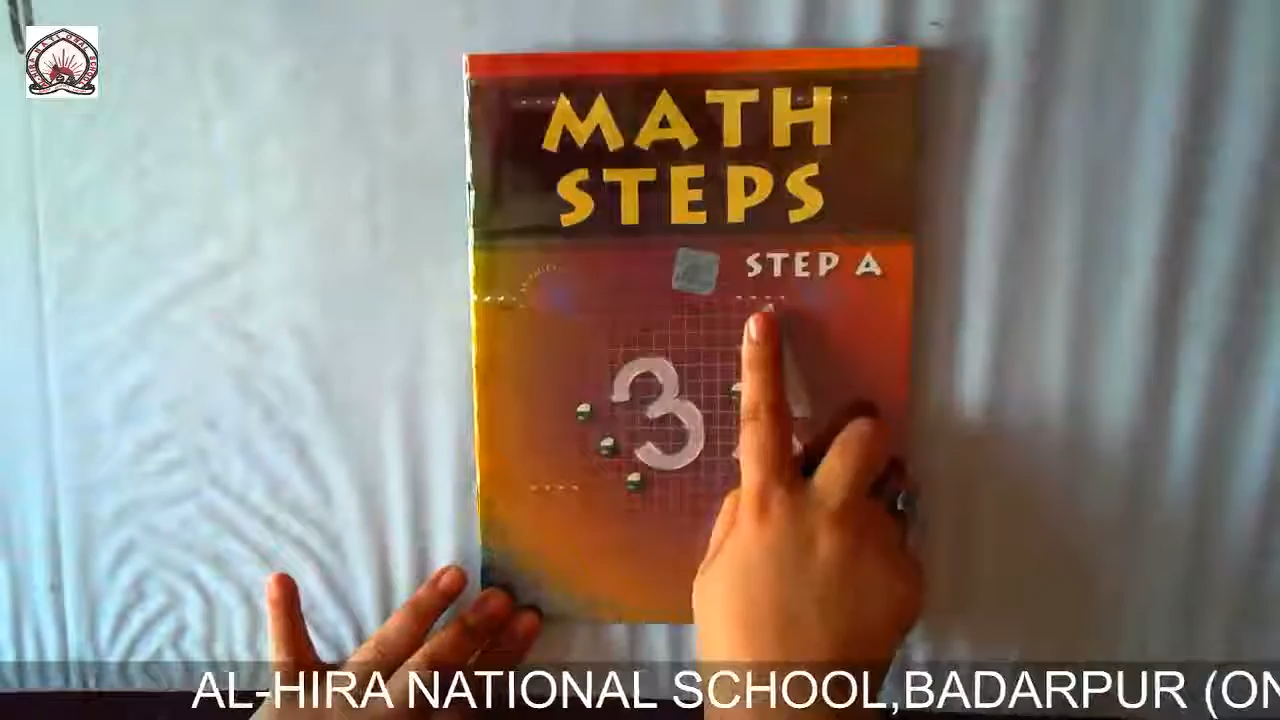 MATH
STEPS
STEP A
3
AL-HIRA NATIONAL SCHOOL,BADARPUR (ON